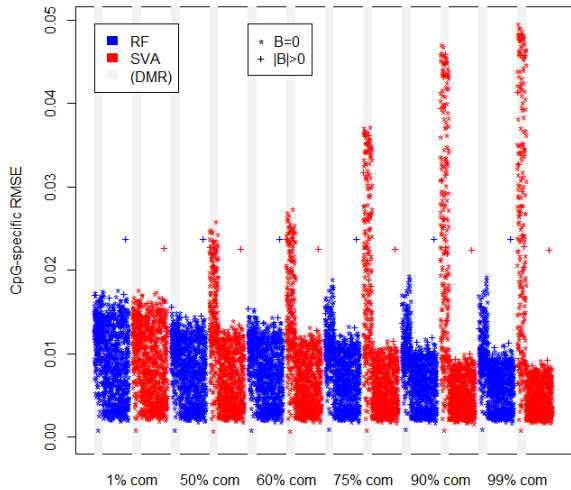 RF
SVA
(DMR)
* B=0
+ |B|>0
CpG-specific RMSE
0.05
0.04
0.03
0.02
0.01
0.00
1% com
50% com
60% com
75% com
90% com
99% com